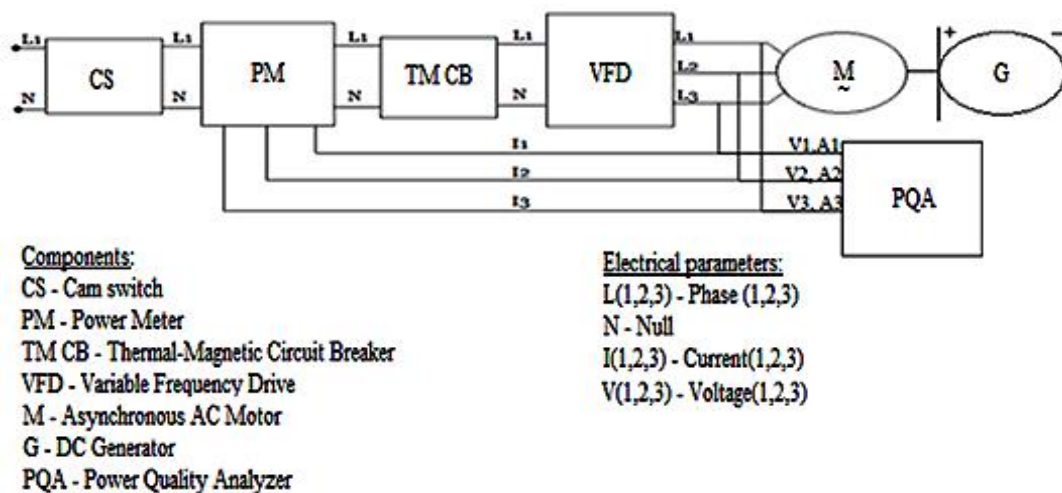 L1 L1 L1 L1 L1
L2
L3
N N N N
CS
PM
TM CB
VFD
M
~
+ −
G
I1
I2
I3
V1, A1
V2, A2
V3, A3
PQA
Components:
CS - Cam switch
PM - Power Meter
TM CB - Thermal-Magnetic Circuit Breaker
VFD - Variable Frequency Drive
M - Asynchronous AC Motor
G - DC Generator
PQA - Power Quality Analyzer
Electrical parameters:
L(1,2,3) - Phase (1,2,3)
N - Null
I(1,2,3) - Current(1,2,3)
V(1,2,3) - Voltage(1,2,3)